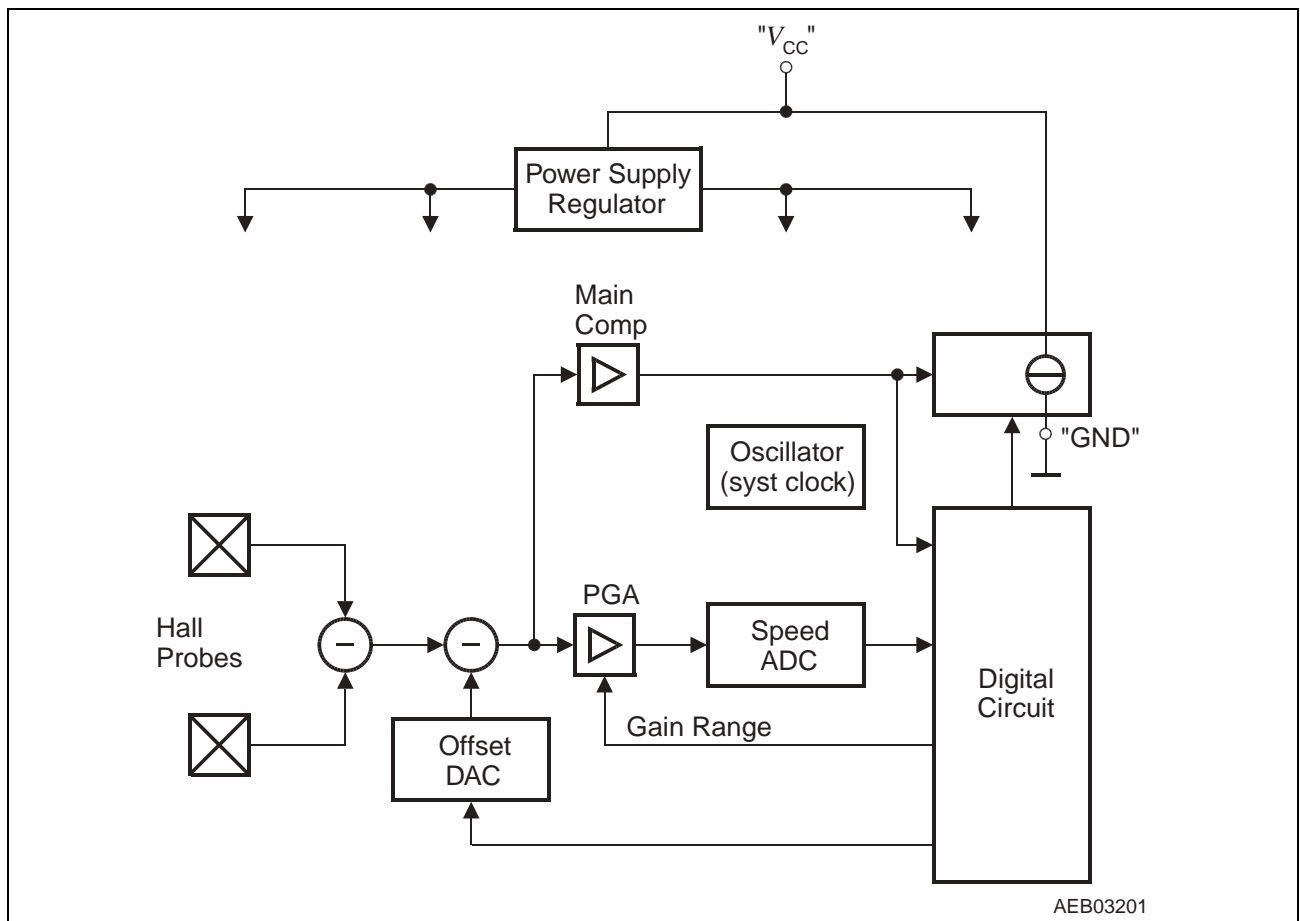 "VCC"
Power Supply
Regulator
Main
Comp
"GND"
Oscillator
(syst clock)
PGA
Hall
Probes
Speed
ADC
Digital
Circuit
Gain Range
Offset
DAC
AEB03201